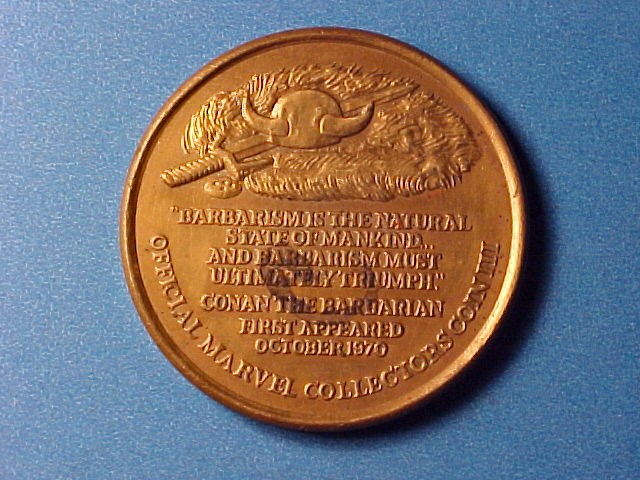 "BARBARISM IS THE NATURAL
STATE OF MANKIND...
AND BARBARISM MUST
ULTIMATELY TRIUMPH."
CONAN THE BARBARIAN
FIRST APPEARED
OCTOBER 1970
OFFICIAL MARVEL COLLECTORS COIN IIII